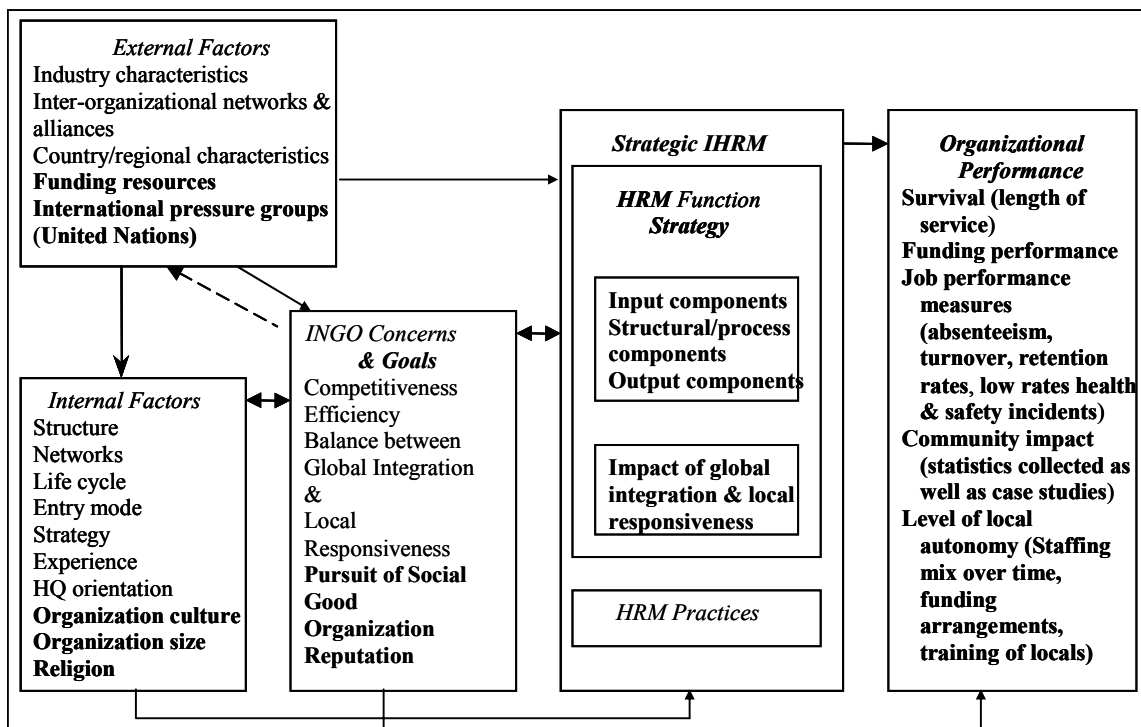 External Factors
Industry characteristics
Inter-organizational networks &
alliances
Country/regional characteristics
Funding resources
International pressure groups
(United Nations)
Internal Factors
Structure
Networks
Life cycle
Entry mode
Strategy
Experience
HQ orientation
Organization culture
Organization size
Religion
INGO Concerns
& Goals
Competitiveness
Efficiency
Balance between
Global Integration
&
Local
Responsiveness
Pursuit of Social
Good
Organization
Reputation
Strategic IHRM
HRM Function
Strategy
Input components
Structural/process
components
Output components
Impact of global
integration & local
responsiveness
HRM Practices
Organizational
Performance
Survival (length of
service)
Funding performance
Job performance
measures
(absenteeism,
turnover, retention
rates, low rates health
& safety incidents)
Community impact
(statistics collected as
well as case studies)
Level of local
autonomy (Staffing
mix over time,
funding
arrangements,
training of locals)